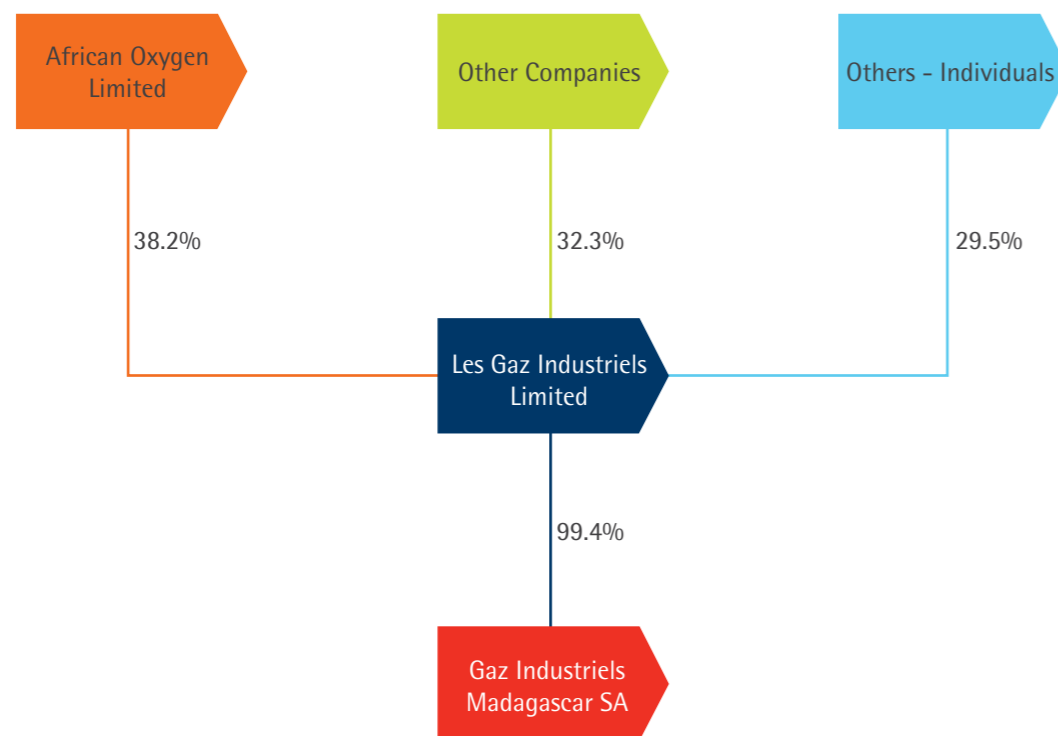 African Oxygen
Limited
Other Companies
Others - Individuals
38.2%
32.3%
29.5%
Les Gaz Industriels
Limited
99.4%
Gaz Industriels
Madagascar SA